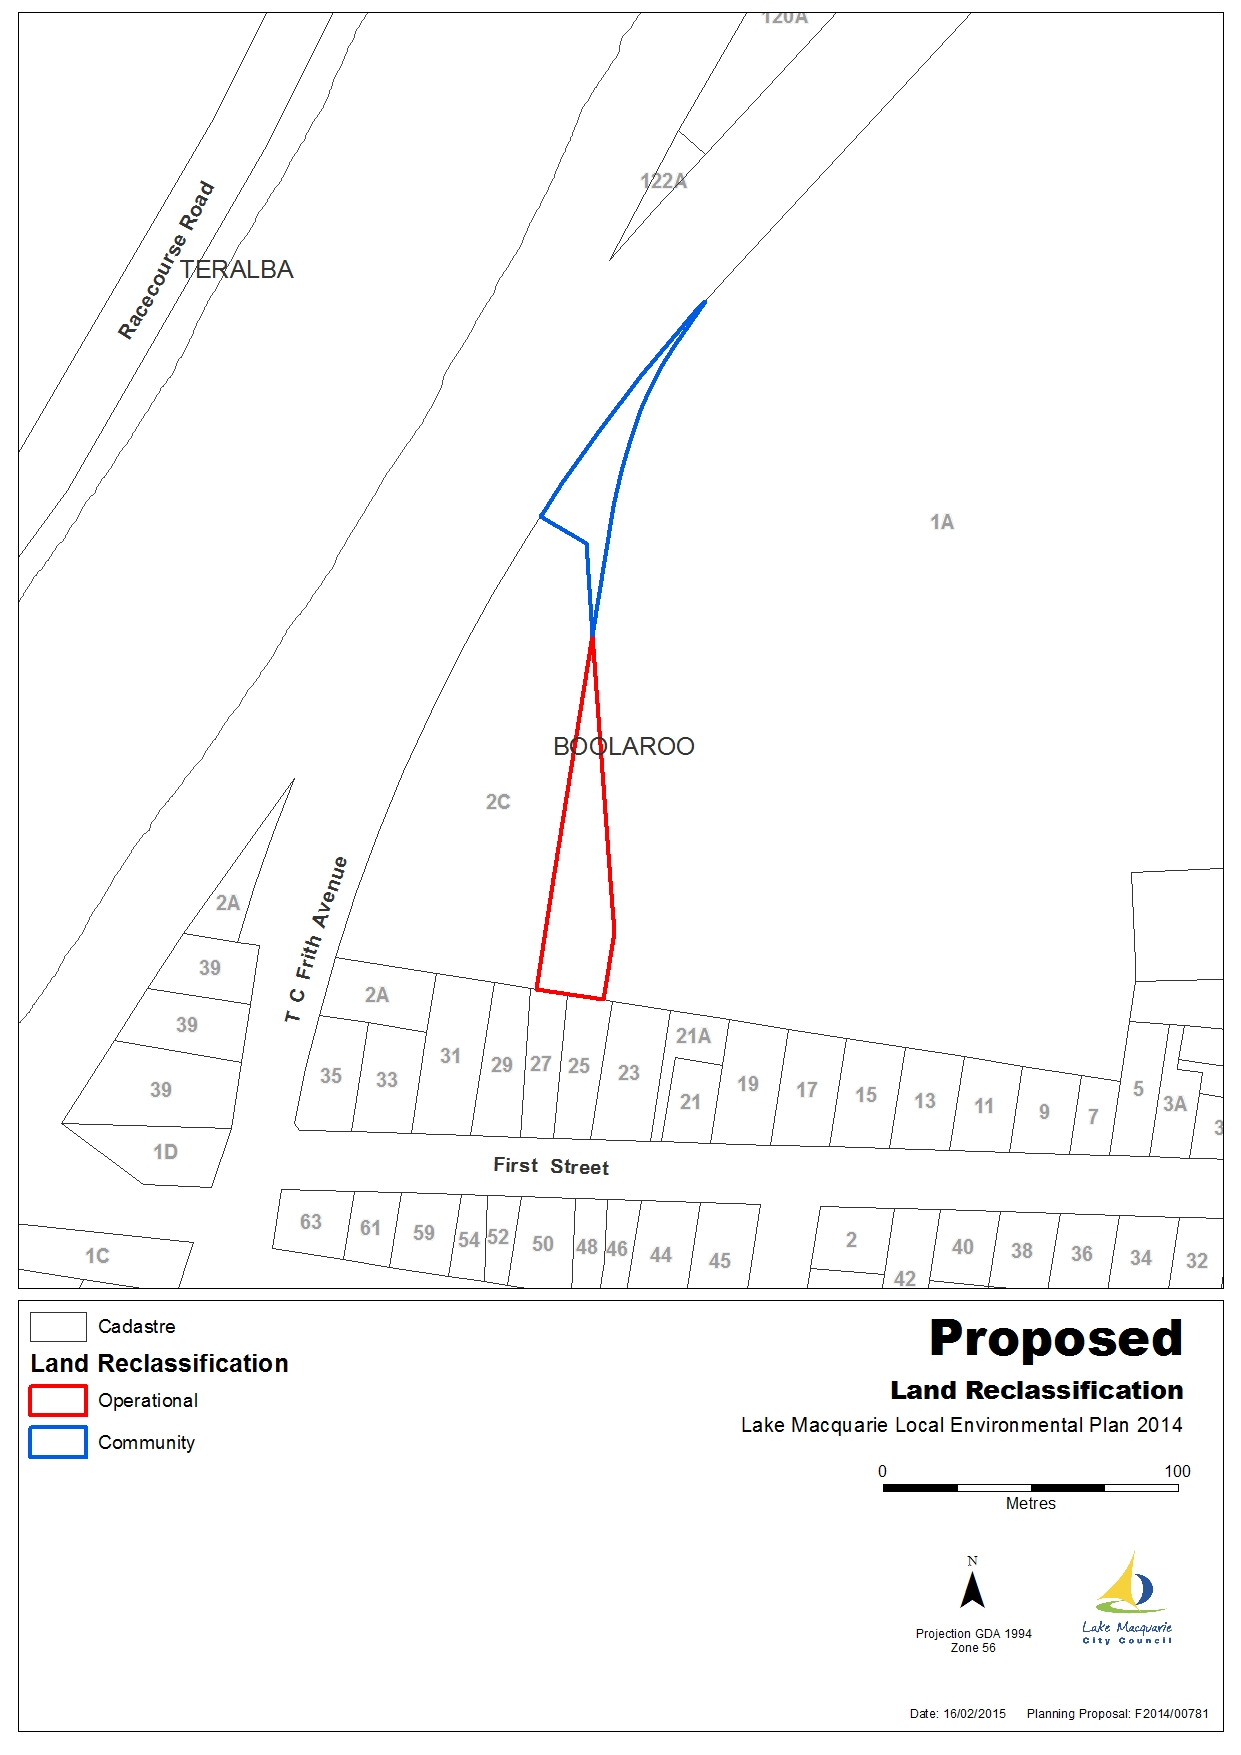 120A
122A
Racecourse Road
TERALBA
1A
BOOLAROO
2C
T C Frith Avenue
2A
39
39
39
1D
2A
35
33
31
29
27
25
23
21A
21
19
17
15
13
11
9
7
5
3A
3
First Street
63
61
59
54
52
50
48
46
44
45
2
42
40
38
36
34
32
1C
Cadastre
Land Reclassification
Operational
Community
Proposed
Land Reclassification
Lake Macquarie Local Environmental Plan 2014
0 100
Metres
N
Projection GDA 1994
Zone 56
Lake Macquarie
City Council
Date: 16/02/2015 Planning Proposal: F2014/00781